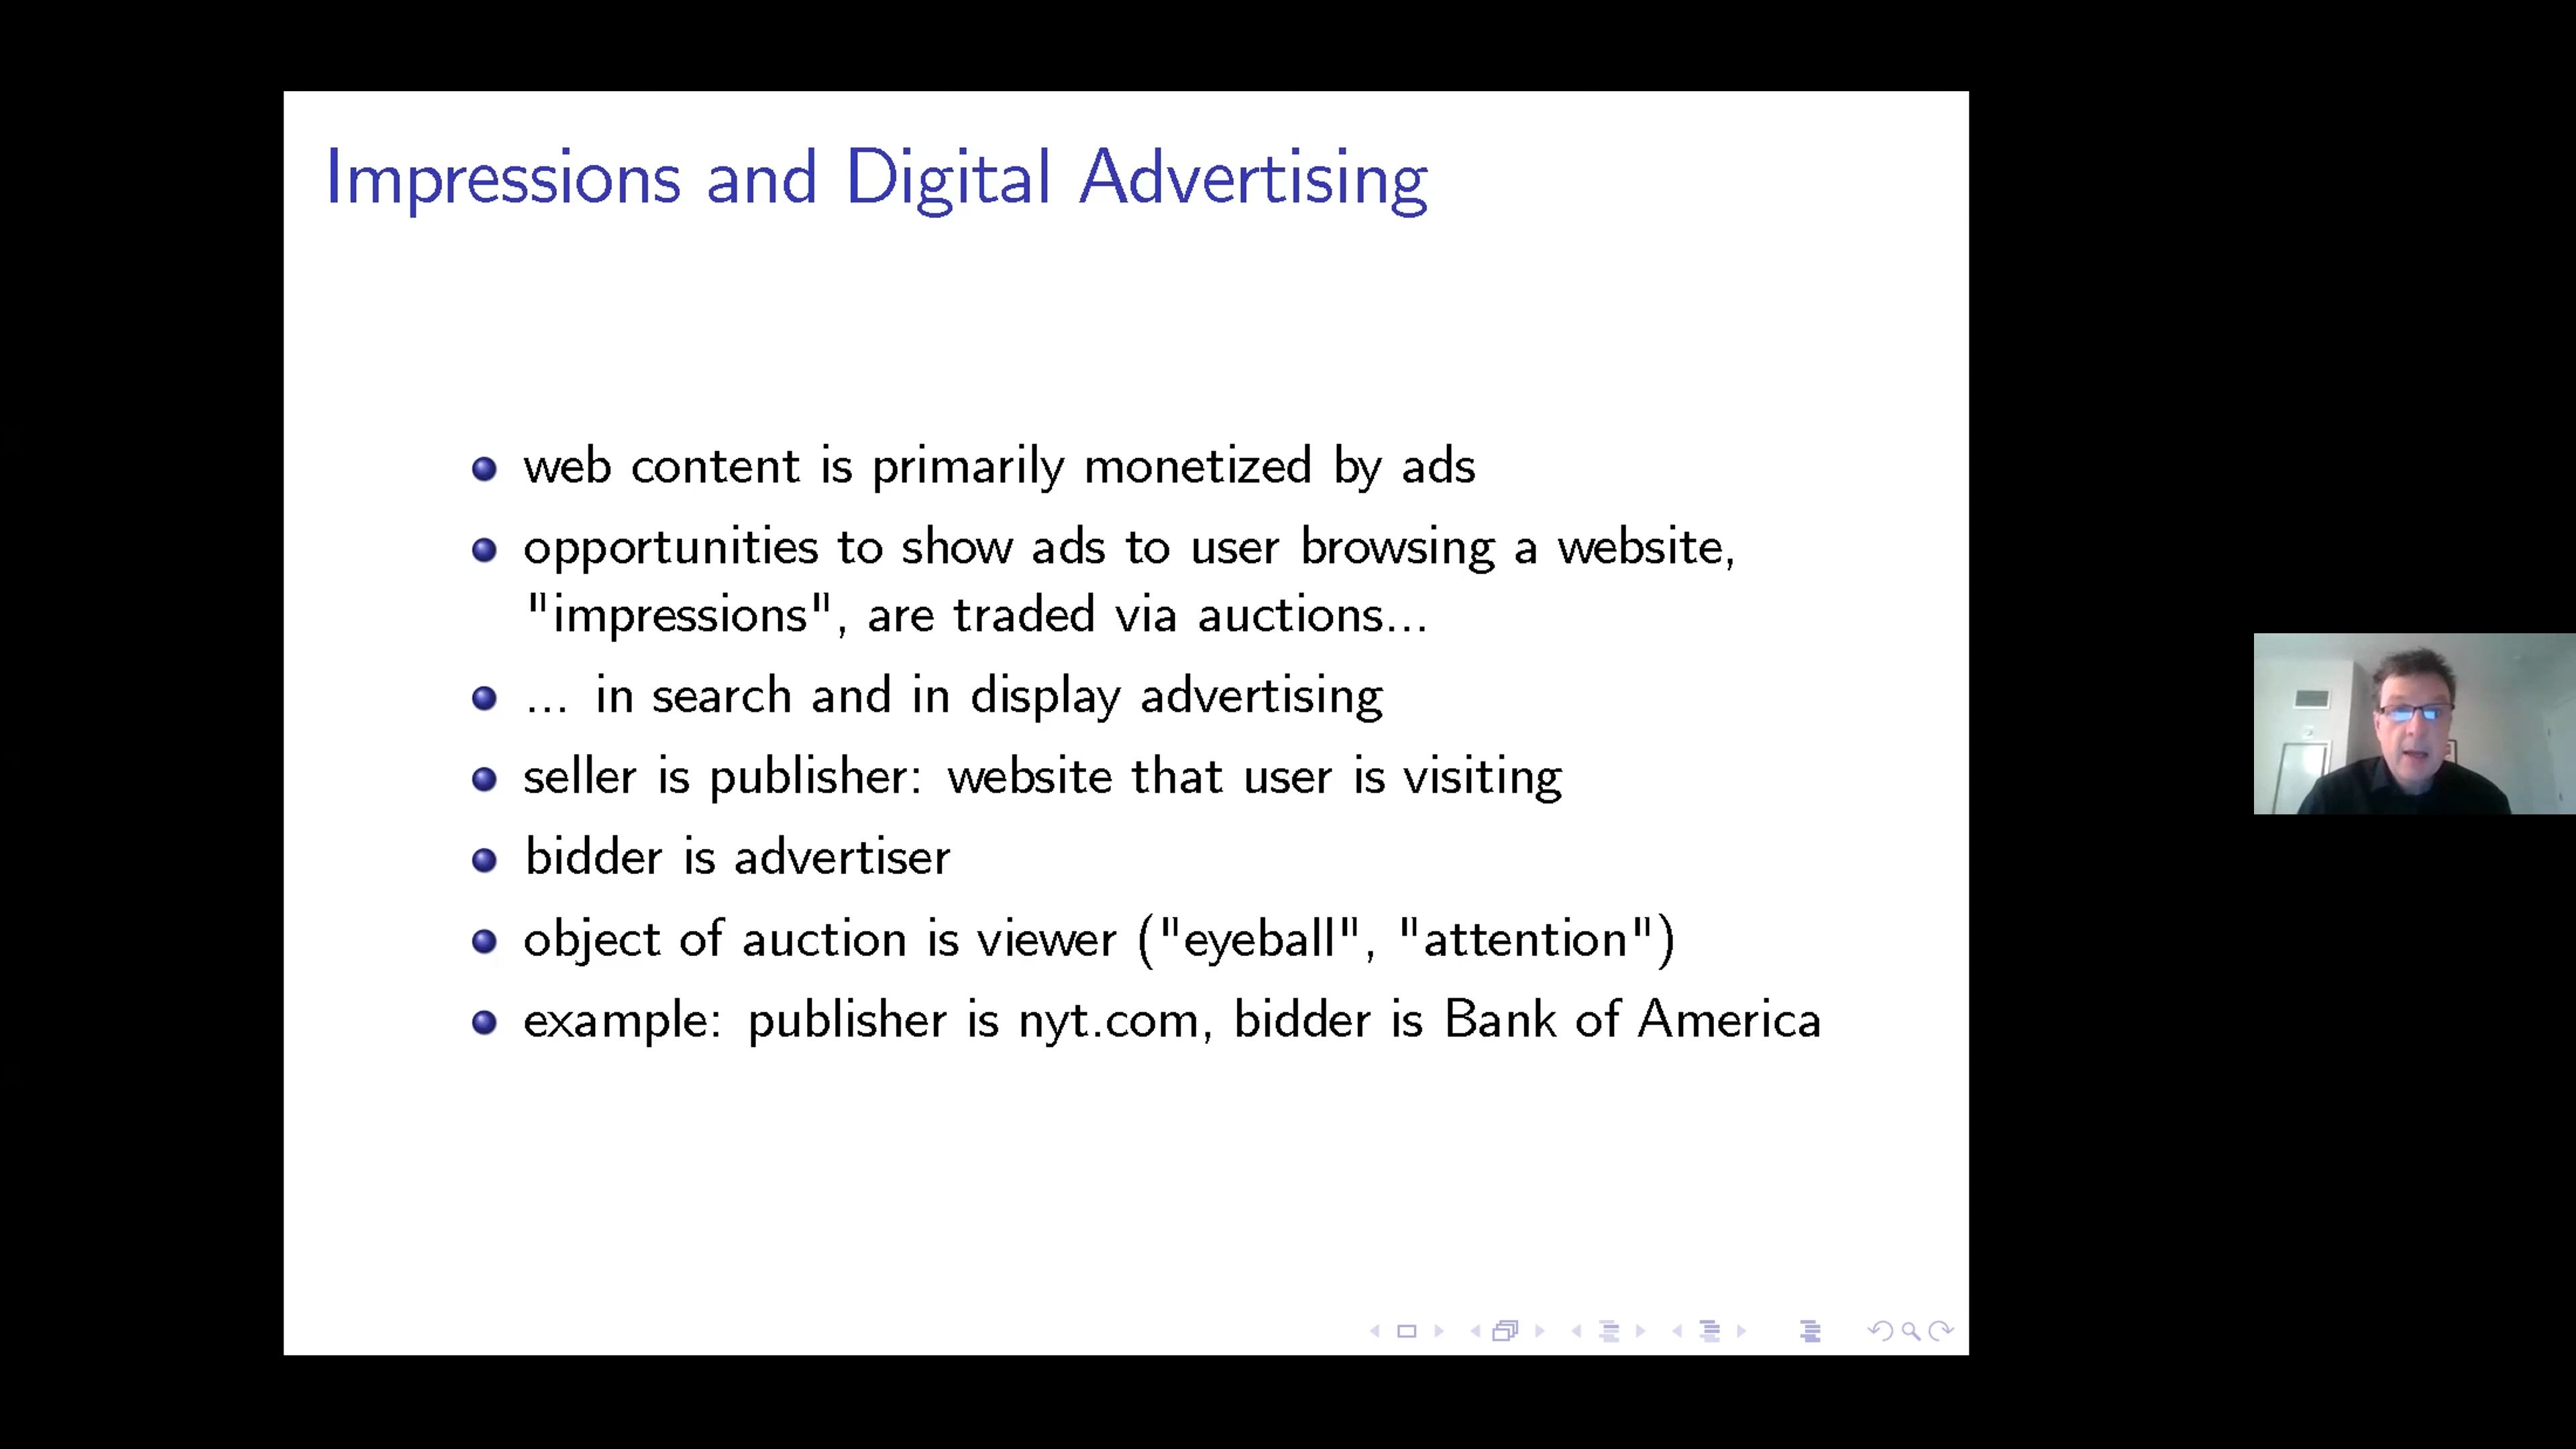 Impressions and Digital Advertising
web content is primarily monetized by ads
opportunities to show ads to user browsing a website,
"impressions", are traded via auctions...
... in search and in display advertising
seller is publisher: website that user is visiting
bidder is advertiser
object of auction is viewer ("eyeball", "attention")
example: publisher is nyt.com, bidder is Bank of America